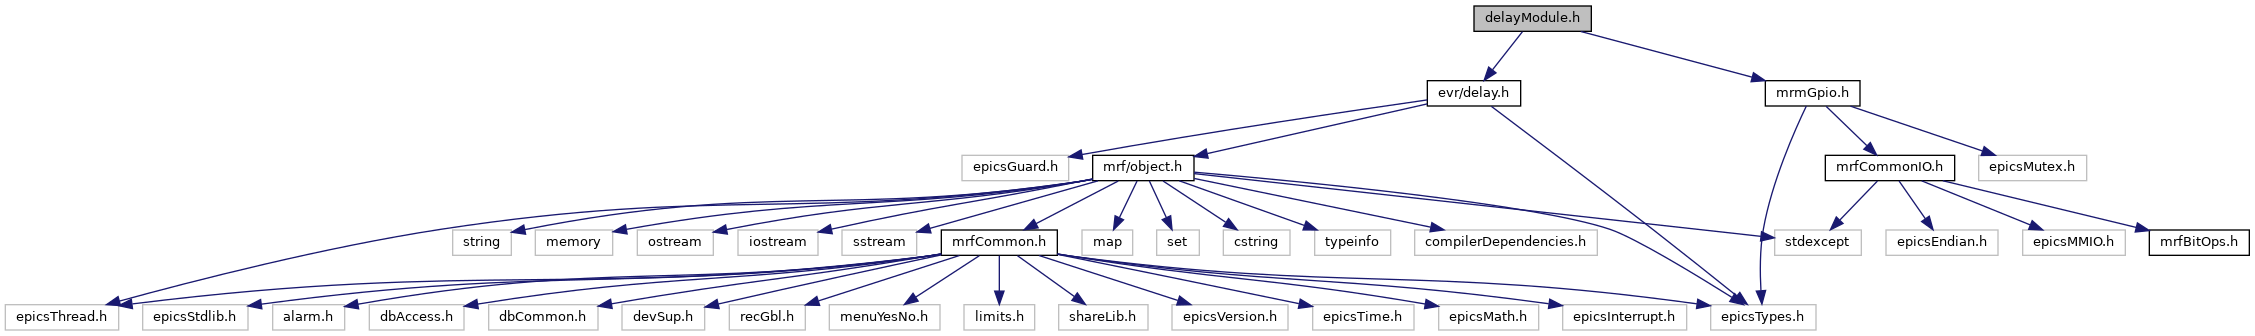 delayModule.h
evr/delay.h
mrmGpio.h
epicsGuard.h
mrf/object.h
mrfCommonIO.h
epicsMutex.h
string
memory
ostream
iostream
sstream
mrfCommon.h
map
set
cstring
typeinfo
compilerDependencies.h
stdexcept
epicsEndian.h
epicsMMIO.h
mrfBitOps.h
epicsThread.h
epicsStdlib.h
alarm.h
dbAccess.h
dbCommon.h
devSup.h
recGbl.h
menuYesNo.h
limits.h
shareLib.h
epicsVersion.h
epicsTime.h
epicsMath.h
epicsInterrupt.h
epicsTypes.h